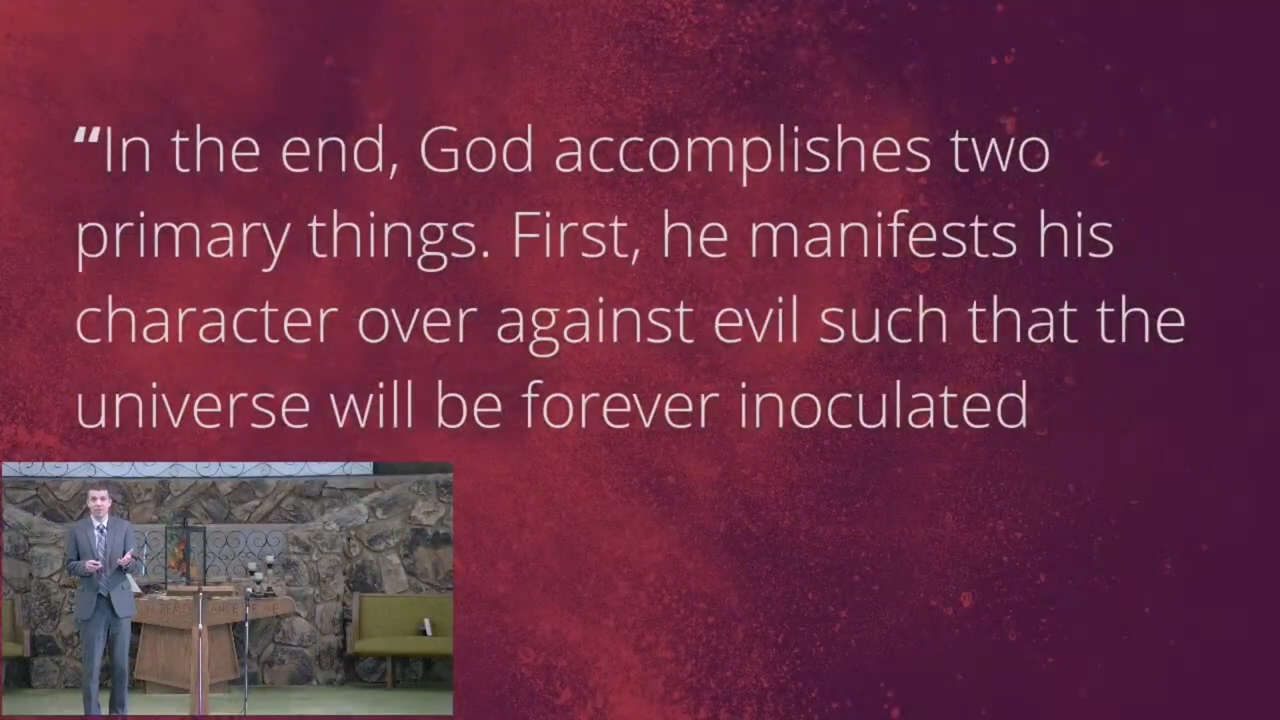 “In the end, God accomplishes two
primary things. First, he manifests his
character over against evil such that the
universe will be forever inoculated